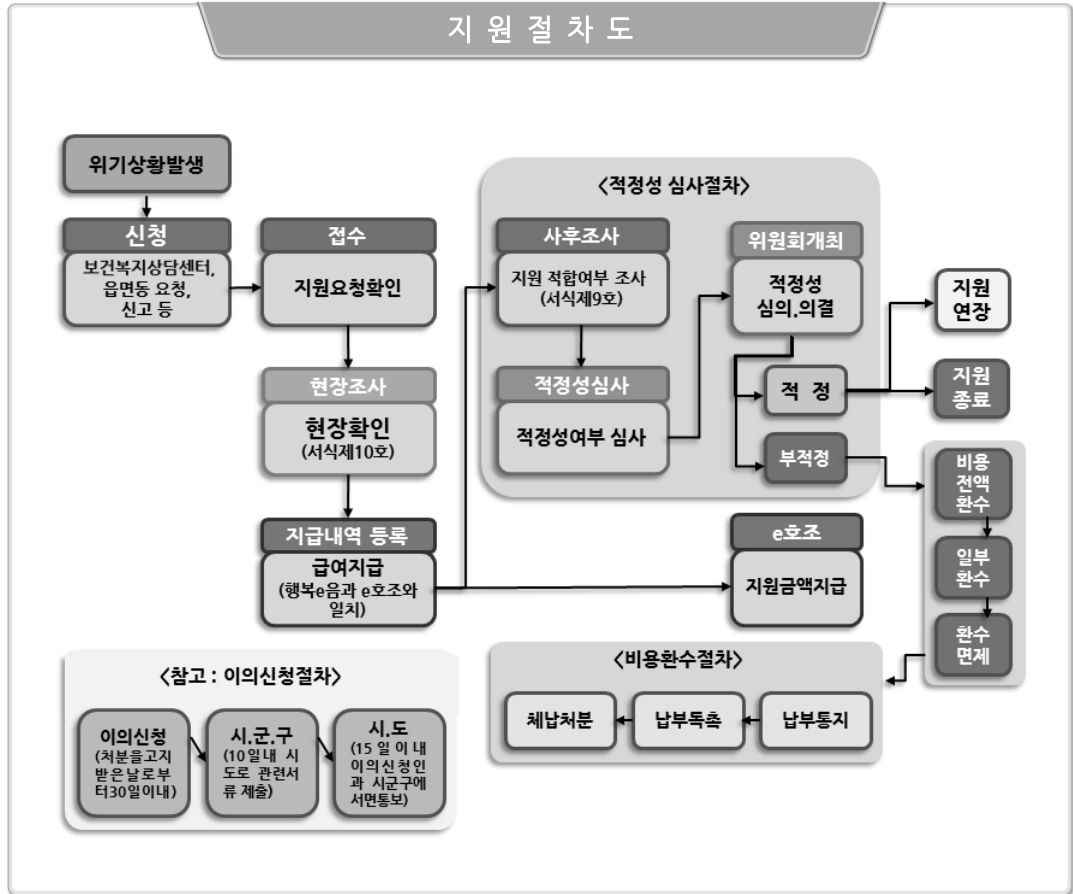 지 원 절 차 도
위기상황발생
신청
보건복지상담센터,
읍면동 요청,
신고 등
접수
지원요청확인
현장조사
현장확인
(서식제10호)
지급내역 등록
급여지급
(행복e음과 e호조와
일치)
<적정성 심사절차>
사후조사
지원 적합여부 조사
(서식제9호)
적정성심사
적정성여부 심사
위원회개최
적정성
심의.의결
적 정
부적정
지원
연장
지원
종료
비용
전액
환수
일부
환수
환수
면제
e호조
지원금액지급
<비용환수절차>
체납처분
납부독촉
납부통지
<참고 : 이의신청절차>
이의신청
(처분을고지
받은날로부
터30일이내)
시.군.구
(10일내 시
도로 관련서
류 제출)
시.도
(15 일 이 내
이의신청인
과 시군구에
서면통보)